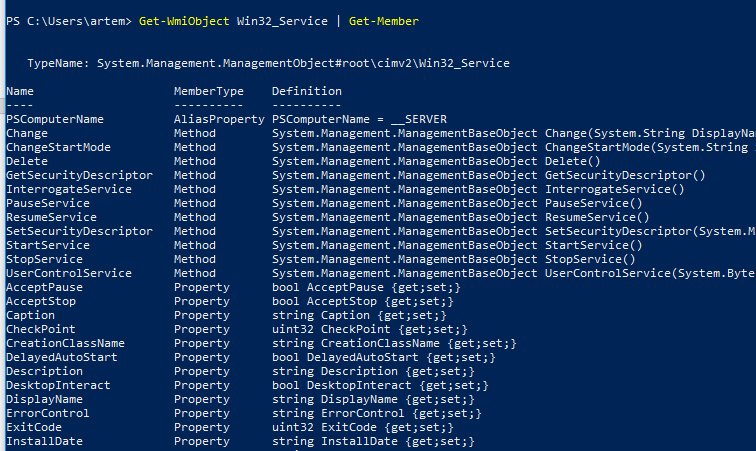 PS C:\Users\artem> Get-WmiObject Win32_Service | Get-Member
TypeName: System.Management.ManagementObject#root\cimv2\Win32_Service
Name MemberType Definition
---- ---------- ----------
PSComputerName AliasProperty PSComputerName = __SERVER
Change Method System.Management.ManagementBaseObject Change(System.String DisplayNa
ChangeStartMode Method System.Management.ManagementBaseObject ChangeStartMode(System.String
Delete Method System.Management.ManagementBaseObject Delete()
GetSecurityDescriptor Method System.Management.ManagementBaseObject GetSecurityDescriptor()
InterrogateService Method System.Management.ManagementBaseObject InterrogateService()
PauseService Method System.Management.ManagementBaseObject PauseService()
ResumeService Method System.Management.ManagementBaseObject ResumeService()
SetSecurityDescriptor Method System.Management.ManagementBaseObject SetSecurityDescriptor(System.M
StartService Method System.Management.ManagementBaseObject StartService()
StopService Method System.Management.ManagementBaseObject StopService()
UserControlService Method System.Management.ManagementBaseObject UserControlService(System.Byte
AcceptPause Property bool AcceptPause {get;set;}
AcceptStop Property bool AcceptStop {get;set;}
Caption Property string Caption {get;set;}
CheckPoint Property uint32 CheckPoint {get;set;}
CreationClassName Property string CreationClassName {get;set;}
DelayedAutoStart Property bool DelayedAutoStart {get;set;}
Description Property string Description {get;set;}
DesktopInteract Property bool DesktopInteract {get;set;}
DisplayName Property string DisplayName {get;set;}
ErrorControl Property string ErrorControl {get;set;}
ExitCode Property uint32 ExitCode {get;set;}
InstallDate Property string InstallDate {get;set;}